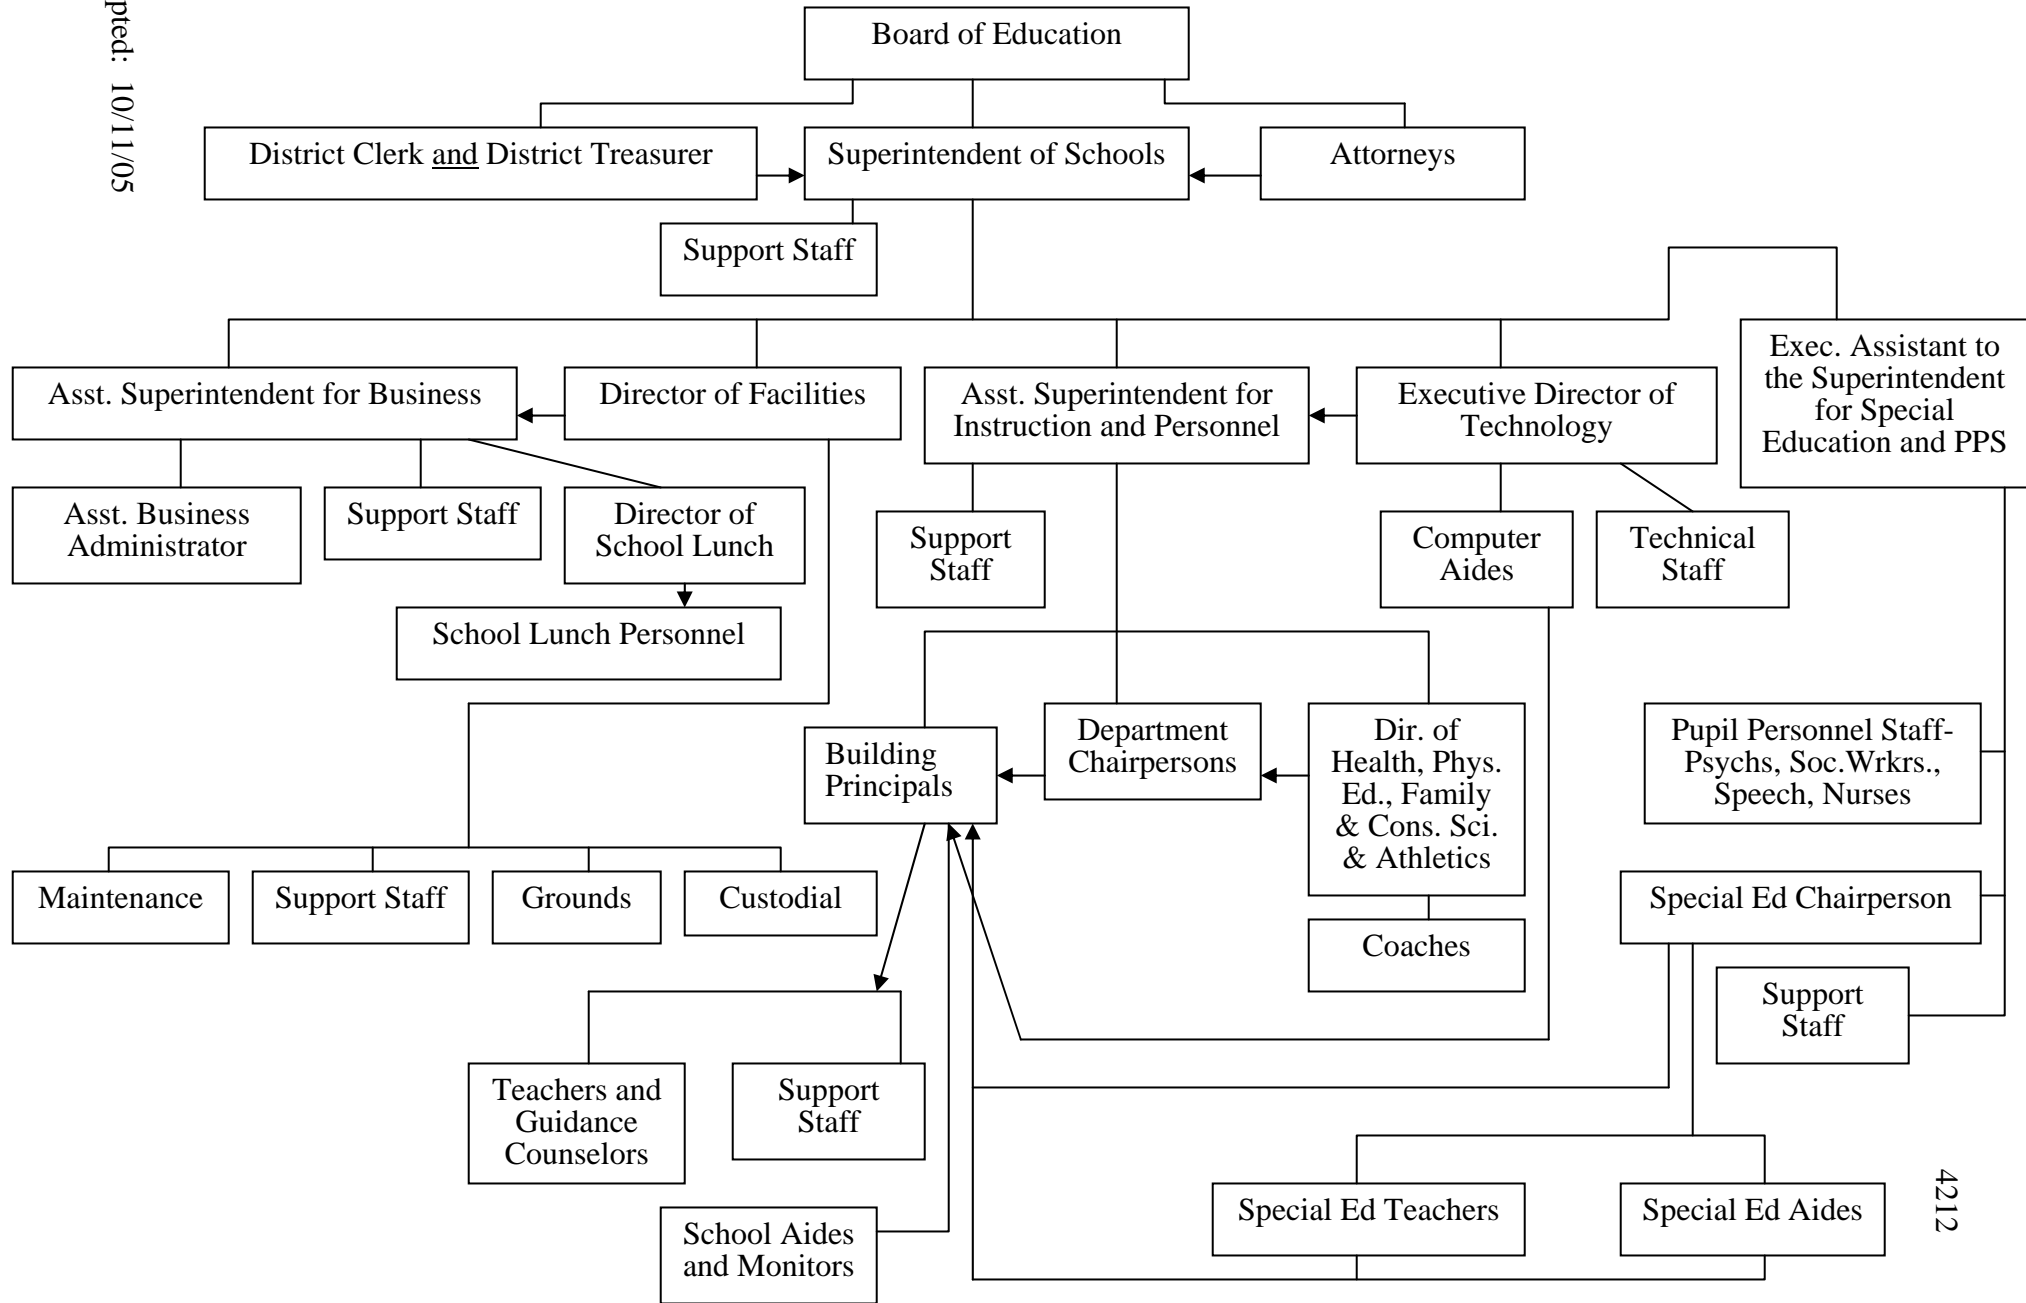 pted: 10/11/05
Board of Education
District Clerk and District Treasurer
Superintendent of Schools
Attorneys
Support Staff
Exec. Assistant to
the Superintendent
for Special
Education and PPS
Asst. Superintendent for Business
Director of Facilities
Asst. Superintendent for
Instruction and Personnel
Executive Director of
Technology
Asst. Business
Administrator
Support Staff
Director of
School Lunch
Support
Staff
Computer
Aides
Technical
Staff
School Lunch Personnel
Building
Principals
Department
Chairpersons
Dir. of
Health, Phys.
Ed., Family
& Cons. Sci.
& Athletics
Pupil Personnel Staff-
Psychs, Soc.Wrkrs.,
Speech, Nurses
Maintenance
Support Staff
Grounds
Custodial
Special Ed Chairperson
Coaches
Support
Staff
Teachers and
Guidance
Counselors
Support
Staff
School Aides
and Monitors
Special Ed Teachers
Special Ed Aides
4212